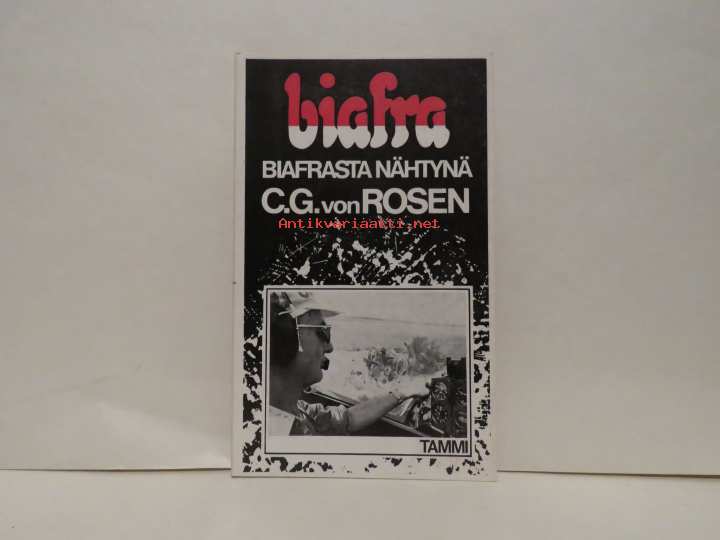 biafra
BIAFRASTA NÄHTYNÄ
C.G. von ROSEN
Antikvariaatti.net
TAMMI